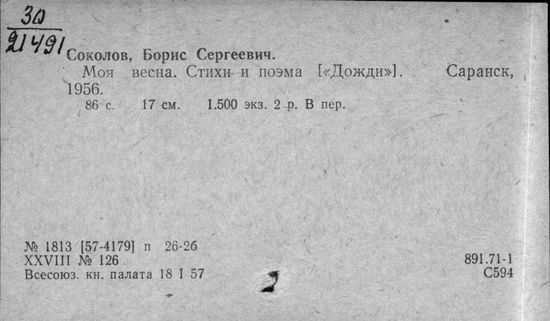 30
21491
Соколов, Борис Сергеевич.
Моя весна. Стихи и поэма [«Дожди»]. Саранск,
1956.
86 с. 17 см. 1.500 экз. 2 р. В пер.
№ 1813 [57-4179] п 26-2б
XXVIII № 126
Всесоюз. кн. палата 18 I 57
891.71-1
С594